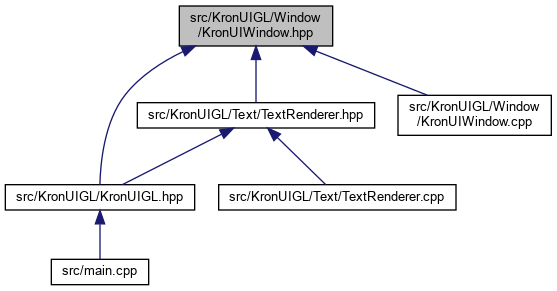 src/KronUIGL/Window
/KronUIWindow.hpp
src/KronUIGL/Window
/KronUIWindow.cpp
src/KronUIGL/Text/TextRenderer.hpp
src/KronUIGL/KronUIGL.hpp
src/KronUIGL/Text/TextRenderer.cpp
src/main.cpp